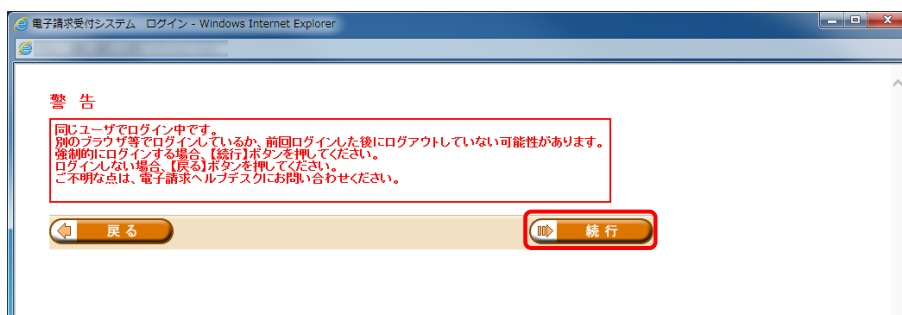 電子請求受付システム　ログイン - Windows Internet Explorer
警 告
同じユーザでログイン中です。
別のブラウザ等でログインしているか、前回ログインした後にログアウトしていない可能性があります。
強制的にログインする場合、【続行】ボタンを押してください。
ログインしない場合、【戻る】ボタンを押してください。
ご不明な点は、電子請求ヘルプデスクにお問い合わせください。
戻 る
続 行